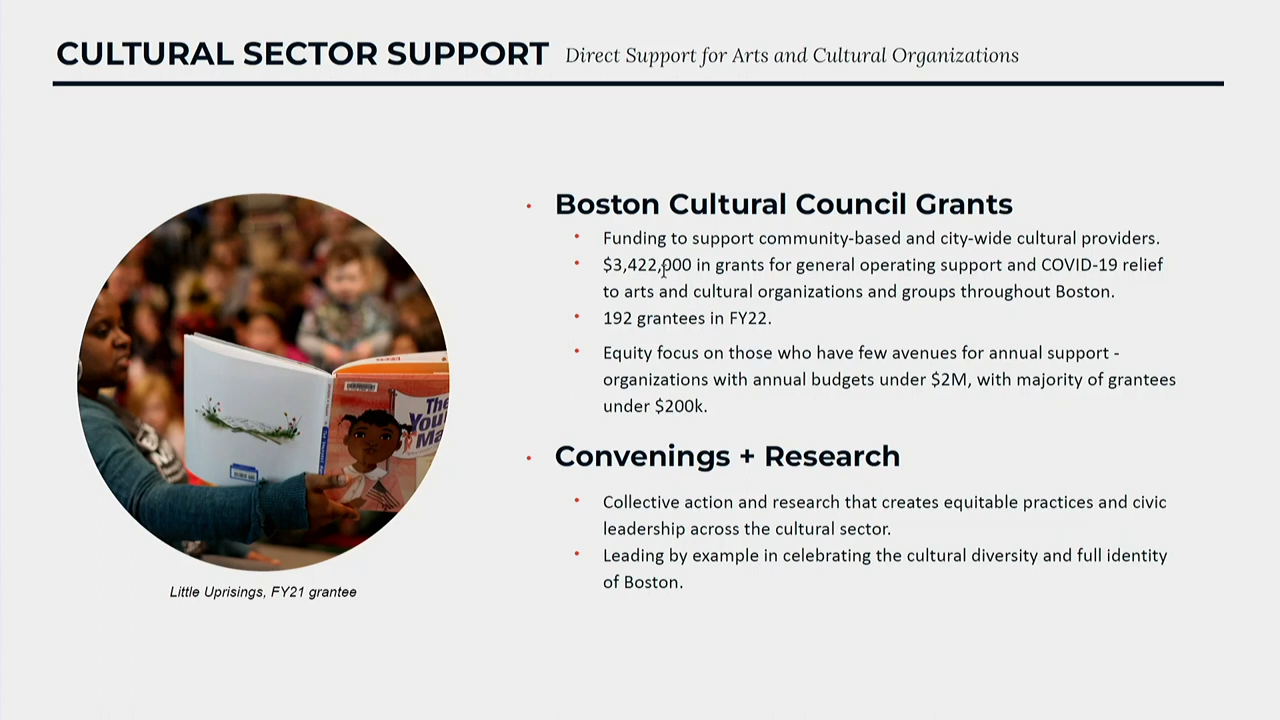 CULTURAL SECTOR SUPPORT Direct Support for Arts and Cultural Organizations
• Boston Cultural Council Grants
• Funding to support community-based and city-wide cultural providers.
• $3,422,000 in grants for general operating support and COVID-19 relief
to arts and cultural organizations and groups throughout Boston.
• 192 grantees in FY22.
• Equity focus on those who have few avenues for annual support -
organizations with annual budgets under $2M, with majority of grantees
under $200k.
• Convenings + Research
• Collective action and research that creates equitable practices and civic
leadership across the cultural sector.
• Leading by example in celebrating the cultural diversity and full identity
of Boston.
The
You
Ma
Little Uprisings, FY21 grantee